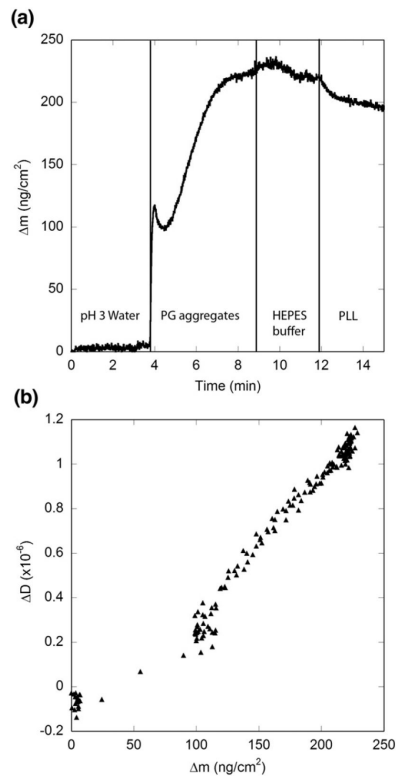 (a)
250
200
150
100
50
0
Δm (ng/cm²)
pH 3 Water
PG aggregates
HEPES
buffer
PLL
0 2 4 6 8 10 12 14
Time (min)
(b)
1.2
1
0.8
0.6
0.4
0.2
0
-0.2
ΔD (x10⁻⁶)
0 50 100 150 200 250
Δm (ng/cm²)